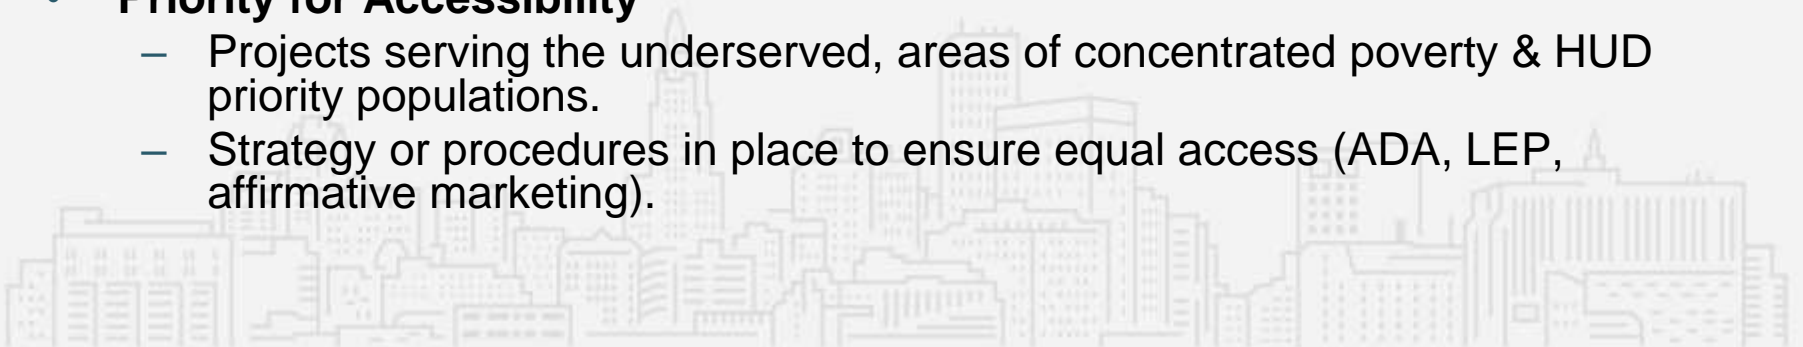 • Priority for Accessibility
– Projects serving the underserved, areas of concentrated poverty & HUD
priority populations.
– Strategy or procedures in place to ensure equal access (ADA, LEP,
affirmative marketing).